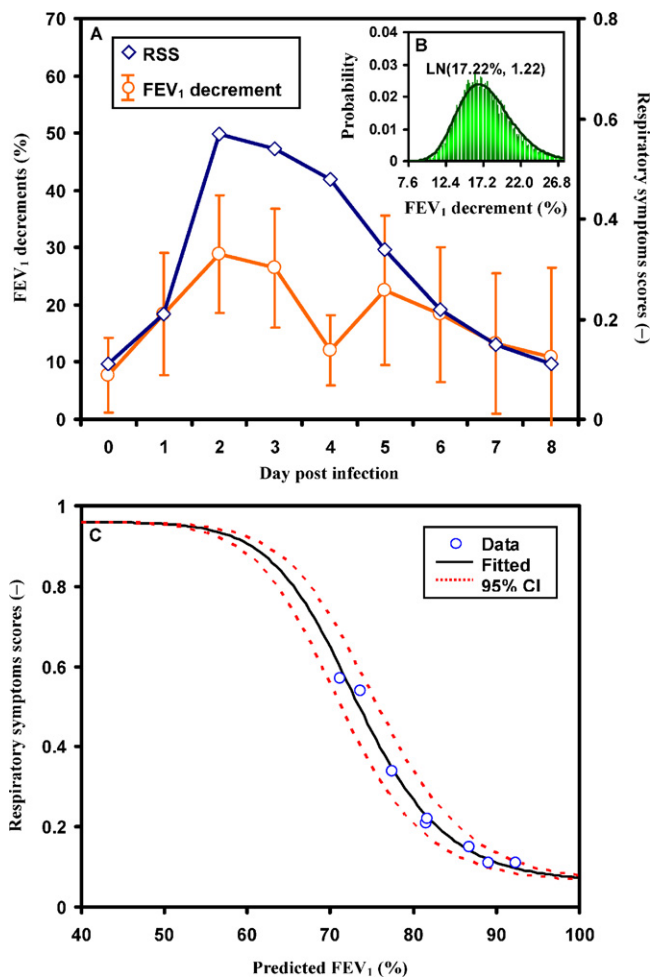 A
RSS
FEV₁ decrement
B
LN(17.22%, 1.22)
Probability
0.04
0.03
0.02
0.01
0
7.6 12.4 17.2 22.0 26.8
FEV₁ decrement (%)
FEV₁ decrements (%)
70
60
50
40
30
20
10
0
Respiratory symptoms scores (–)
0.8
0.6
0.4
0.2
0
0 1 2 3 4 5 6 7 8
Day post infection
C
Data
Fitted
95% CI
Respiratory symptoms scores (–)
1
0.8
0.6
0.4
0.2
0
40 50 60 70 80 90 100
Predicted FEV₁ (%)